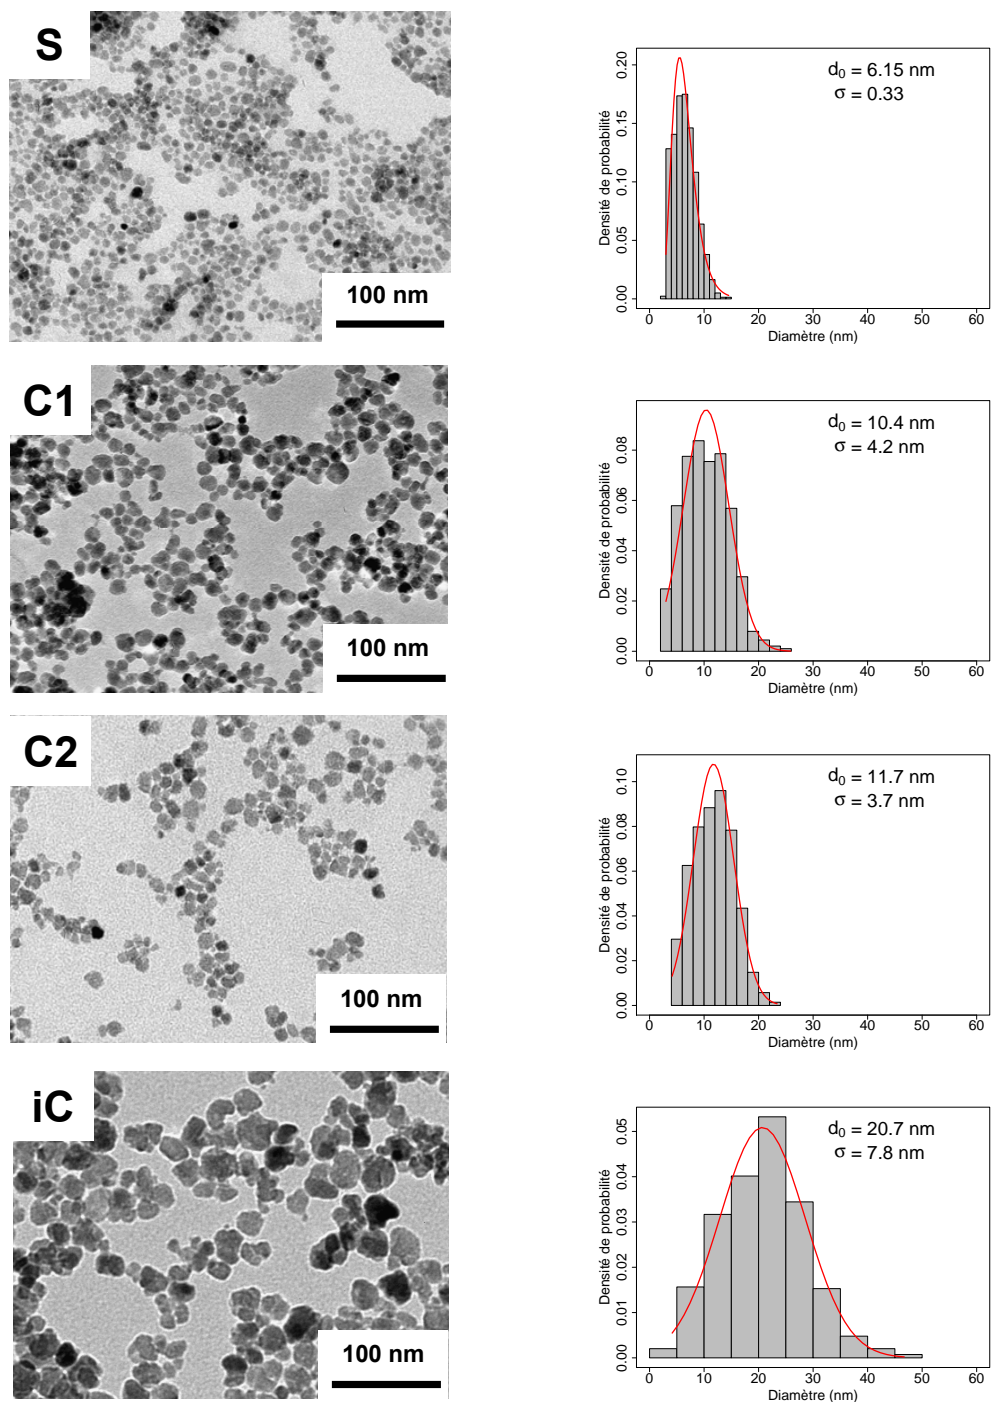 S
100 nm
d₀ = 6.15 nm
σ = 0.33
Densité de probabilité
0.00 0.05 0.10 0.15 0.20
0 10 20 30 40 50 60
Diamètre (nm)
C1
100 nm
d₀ = 10.4 nm
σ = 4.2 nm
Densité de probabilité
0.00 0.02 0.04 0.06 0.08
0 10 20 30 40 50 60
Diamètre (nm)
C2
100 nm
d₀ = 11.7 nm
σ = 3.7 nm
Densité de probabilité
0.00 0.02 0.04 0.06 0.08 0.10
0 10 20 30 40 50 60
Diamètre (nm)
iC
100 nm
d₀ = 20.7 nm
σ = 7.8 nm
Densité de probabilité
0.00 0.01 0.02 0.03 0.04 0.05
0 10 20 30 40 50 60
Diamètre (nm)